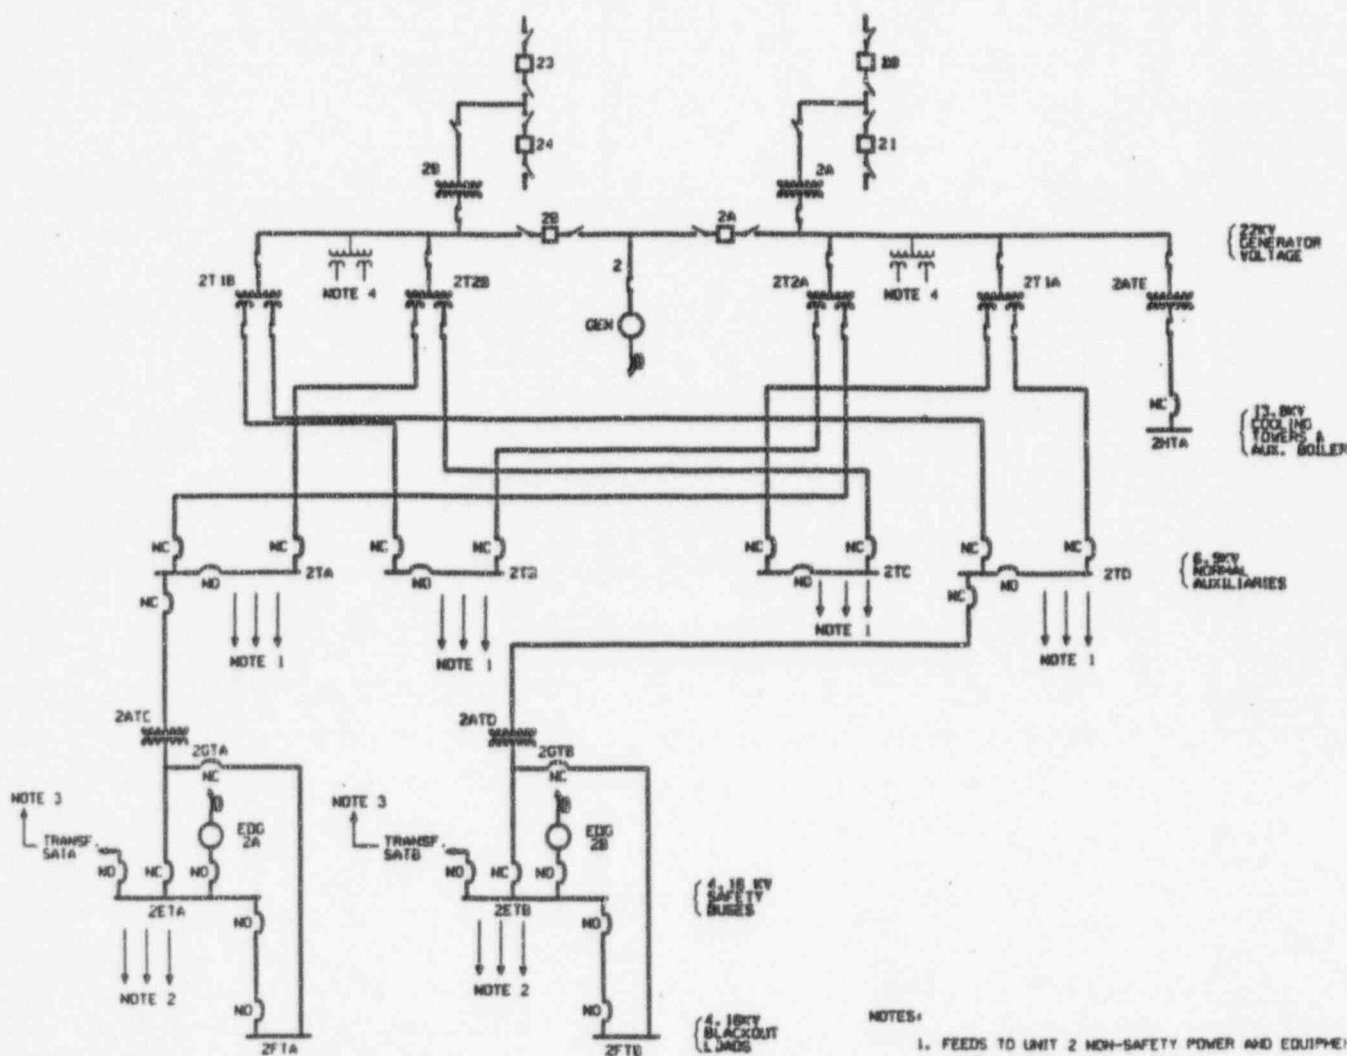 23
24
21
2B
2A
2B
2A
22KV
GENERATOR
VOLTAGE
2
2T1B
NOTE 4
2T2B
2T2A
NOTE 4
2T1A
2ATE
GEN
NC
2HTA
13.8KV
COOLING
TOWERS &
AUX. BOILER
NC
NC
NC
NC
NC
NC
NC
NC
NO
2TA
NO
2TB
NO
2TC
NO
2TD
6.9KV
NORMAL
AUXILIARIES
NC
NC
NOTE 1
NOTE 1
NOTE 1
NOTE 1
2ATC
2ATD
2GTA
NC
2GTB
NC
NOTE 3
NOTE 3
EDG
2A
EDG
2B
TRANSF.
SATA
TRANSF.
SATB
NO
NC
NO
NO
NC
NO
2ETA
2ETB
4.16 KV
SAFETY
BUSES
NO
NO
NOTE 2
NOTE 2
NO
NO
2FTA
2FTB
4.16KV
BLACKOUT
LOADS
NOTES:
1. FEEDS TO UNIT 2 NON-SAFETY POWER AND EQUIPME